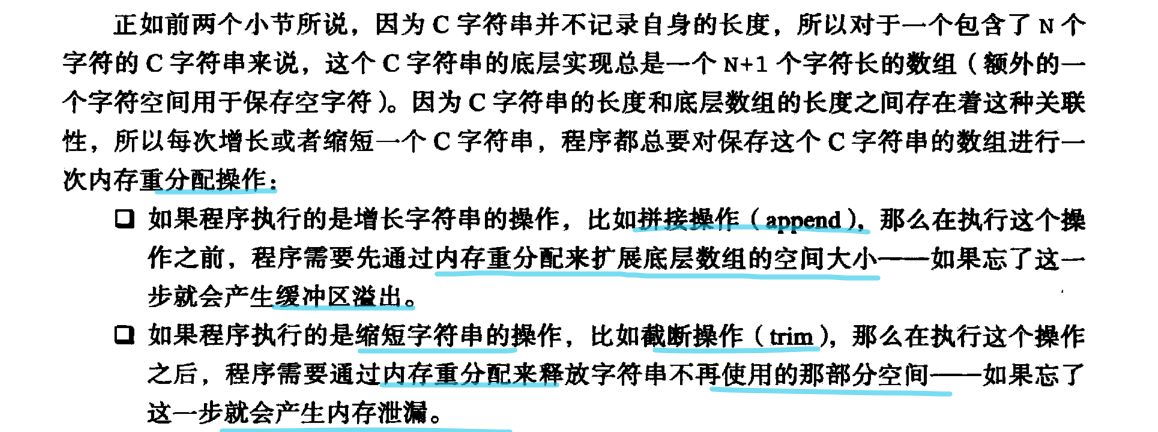 正如前两个小节所说，因为 C 字符串并不记录自身的长度，所以对于一个包含了 N 个
字符的 C 字符串来说，这个 C 字符串的底层实现总是一个 N+1 个字符长的数组（额外的一
个字符空间用于保存空字符）。因为 C 字符串的长度和底层数组的长度之间存在着这种关联
性，所以每次增长或者缩短一个 C 字符串，程序都总要对保存这个 C 字符串的数组进行一
次内存重分配操作：
❏ 如果程序执行的是增长字符串的操作，比如拼接操作（append），那么在执行这个操
作之前，程序需要先通过内存重分配来扩展底层数组的空间大小——如果忘了这一
步就会产生缓冲区溢出。
❏ 如果程序执行的是缩短字符串的操作，比如截断操作（trim），那么在执行这个操作
之后，程序需要通过内存重分配来释放字符串不再使用的那部分空间——如果忘了
这一步就会产生内存泄漏。